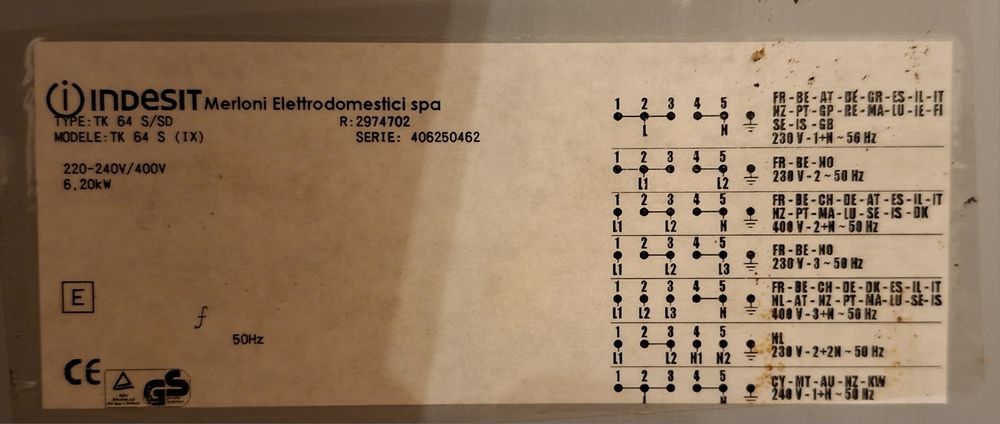 INDESIT Merloni Elettrodomestici spa
TYPE:TK 64 S/SD R:2974702
MODELE:TK 64 S (IX) SERIE: 406250462
220-240V/400V
6,20kW
E
f
50Hz
CE
GS
1 2 3 4 5
L N
FR-BE-AT-DE-GR-ES-IL-IT
NZ-PT-GP-RE-MA-LU-IE-FI
SE-IS-GB
230 V-1+N~50 Hz
1 2 3 4 5
L1 L2
FR-BE-NO
230 V-2~50 Hz
1 2 3 4 5
L1 L2 N
FR-BE-CH-DE-AT-ES-IL-IT
NZ-PT-MA-LU-SE-IS-DK
400 V-2+N~50 Hz
1 2 3 4 5
L1 L2 L3
FR-BE-NO
230 V-3~50 Hz
1 2 3 4 5
L1 L2 L3 N
FR-BE-CH-DE-DK-ES-IL-IT
NL-AT-NZ-PT-MA-LU-SE-IS
400 V-3+N~50 Hz
1 2 3 4 5
L1 L2 N1 N2
NL
230 V-2+2N~50 Hz
1 2 3 4 5
CY-MT-AU-NZ-KW
240 V-1+N~50 Hz